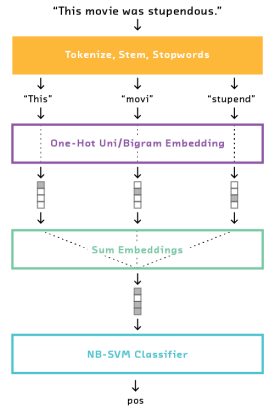 “This movie was stupendous.”
Tokenize, Stem, Stopwords
“This” “movi” “stupend”
One-Hot Uni/Bigram Embedding
Sum Embeddings
NB-SVM Classifier
pos